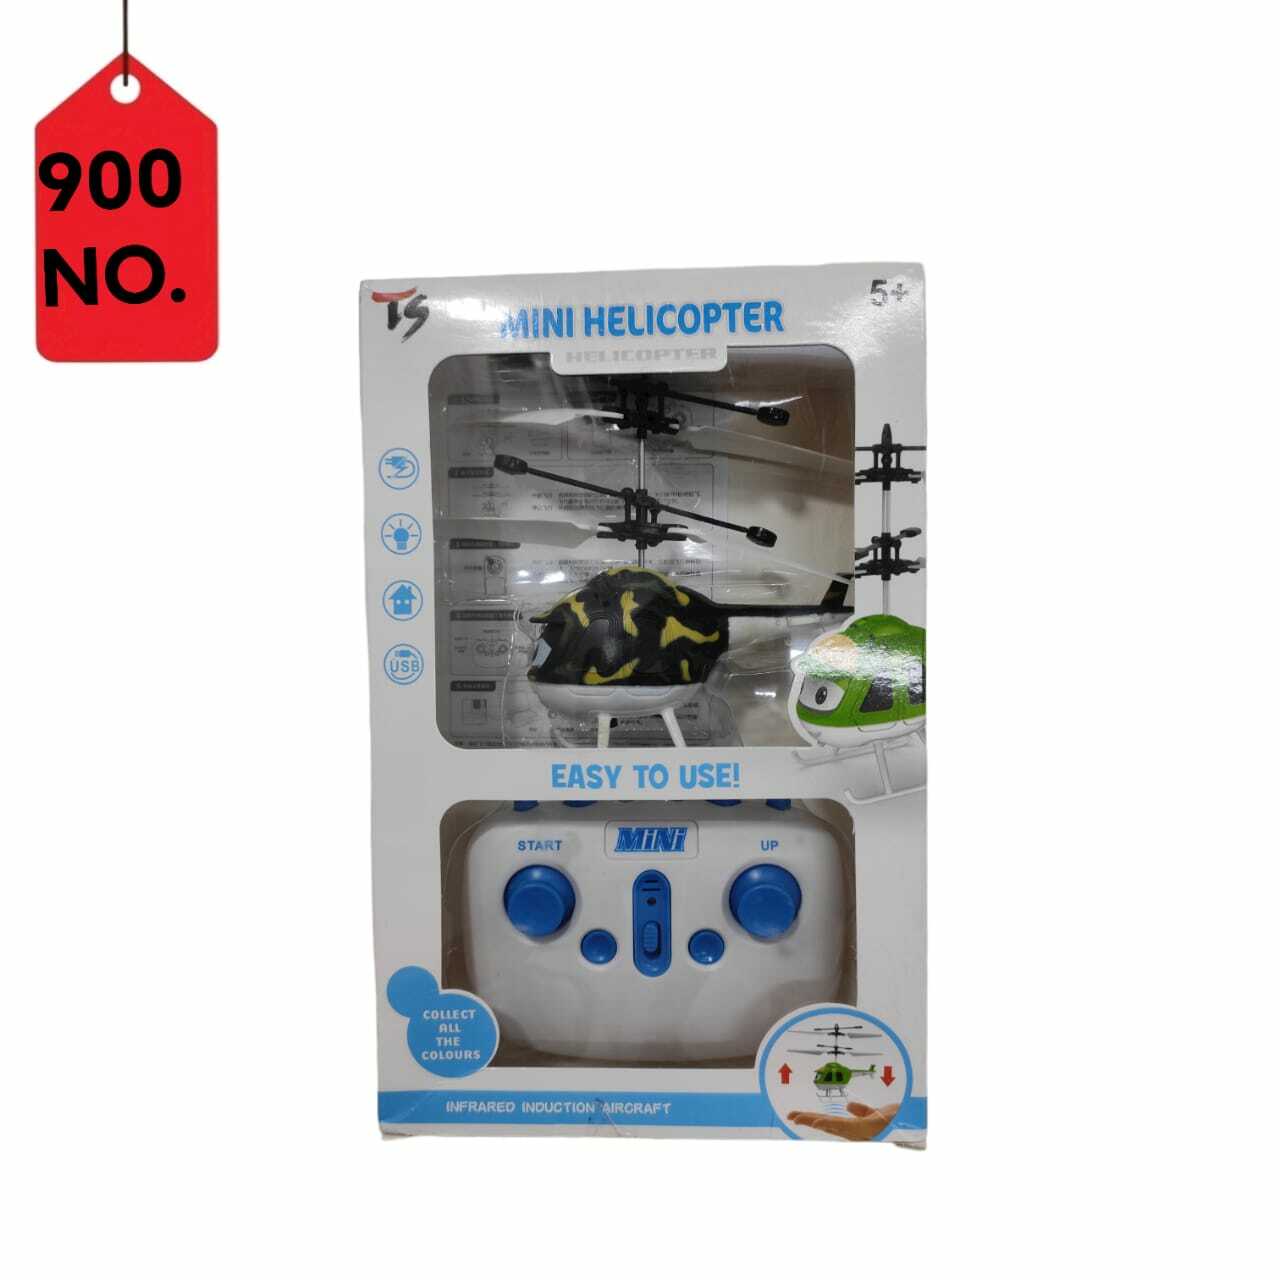 900
NO.
TS
5+
MINI HELICOPTER
HELICOPTER
USB
EASY TO USE!
START
MiNi
UP
COLLECT
ALL
THE
COLOURS
INFRARED INDUCTION AIRCRAFT